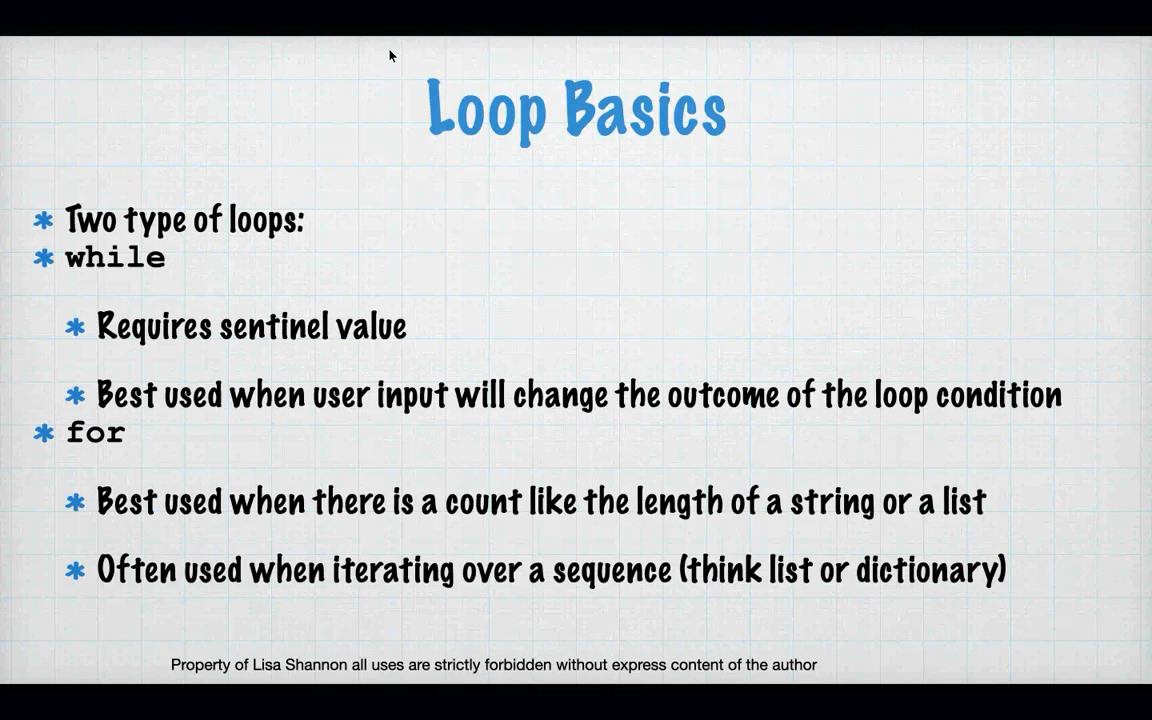 Loop Basics
* Two type of loops:
* while
* Requires sentinel value
* Best used when user input will change the outcome of the loop condition
* for
* Best used when there is a count like the length of a string or a list
* Often used when iterating over a sequence (think list or dictionary)
Property of Lisa Shannon all uses are strictly forbidden without express content of the author